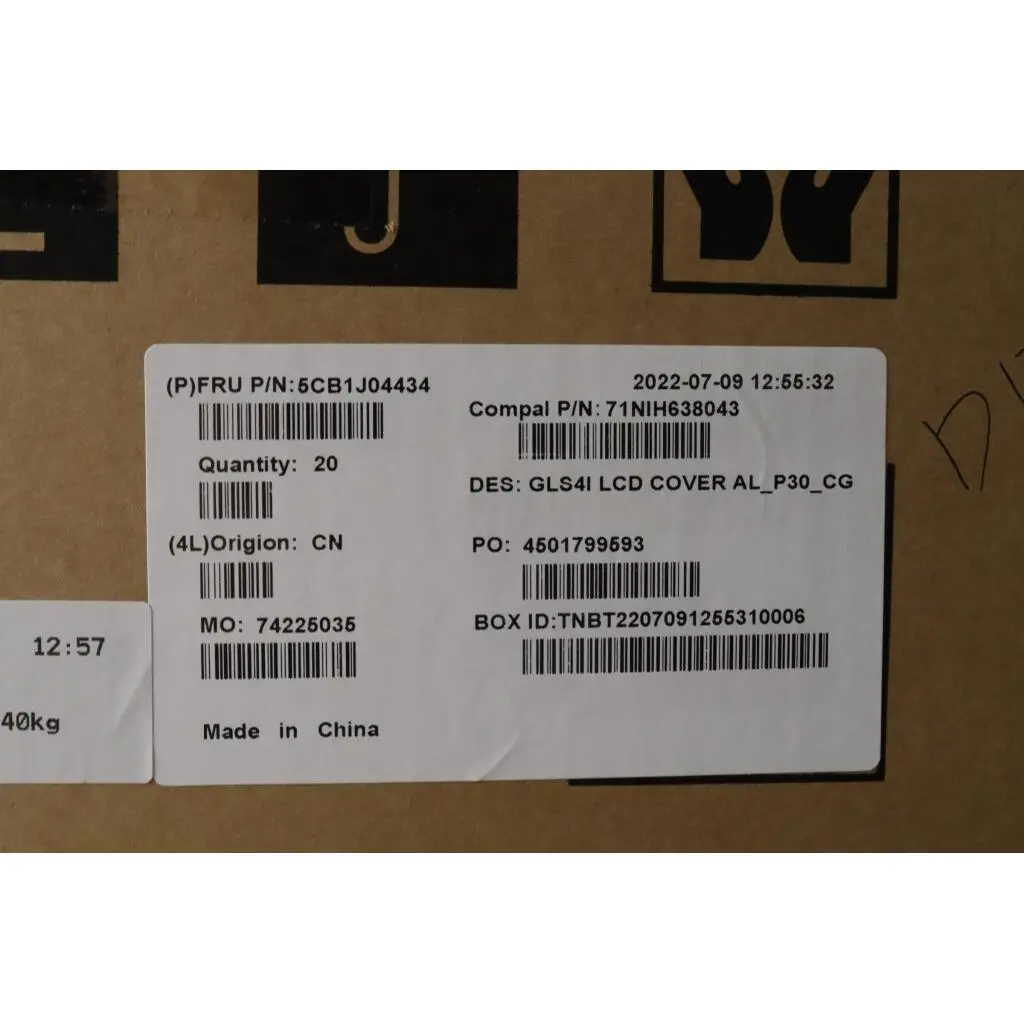 (P)FRU P/N:5CB1J04434
2022-07-09 12:55:32
Compal P/N: 71NIH638043
Quantity: 20
DES: GLS4I LCD COVER AL_P30_CG
(4L)Origion: CN
PO: 4501799593
MO: 74225035
BOX ID:TNBT2207091255310006
Made in China
12:57
40kg